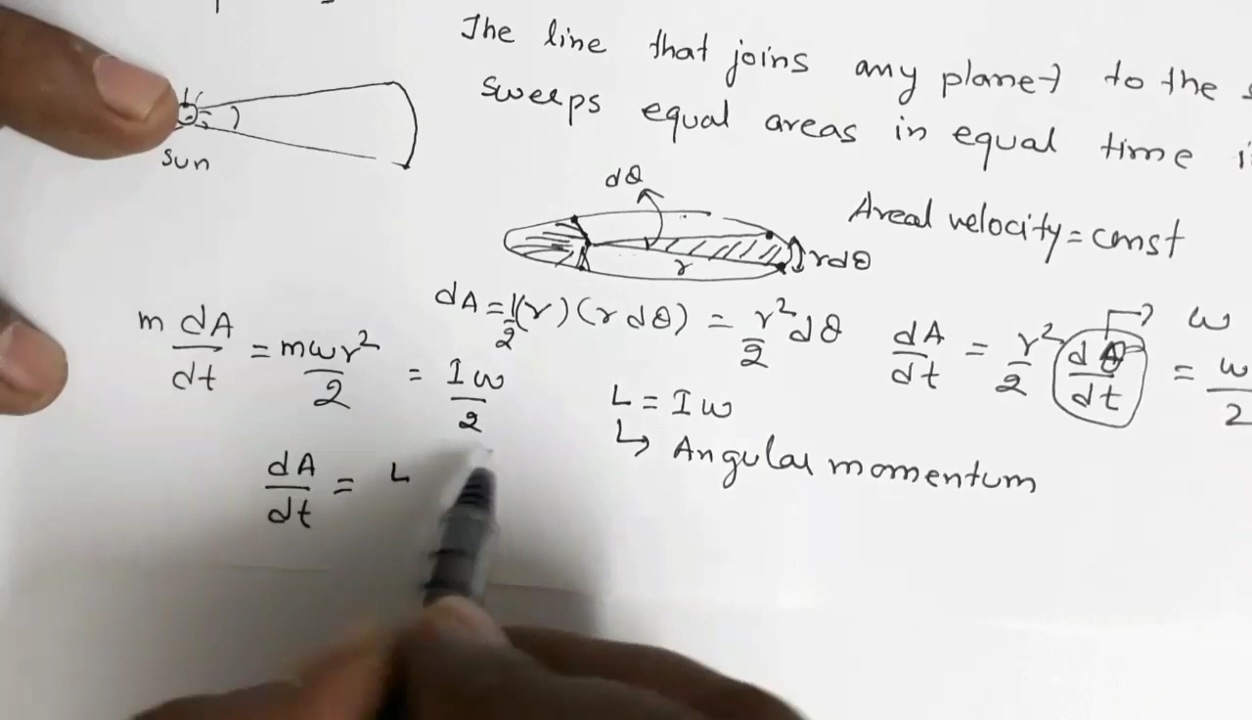 The line that joins any planet to the
sweeps equal areas in equal time
sun
dθ
r
rdθ
Areal velocity = const
dA = 1/2 (r) (r dθ) = r²/2 dθ
dA/dt = r²/2 dθ/dt = ω/2
ω
m dA/dt = mωr²/2 = Iω/2
L = Iω
↳ Angular momentum
dA/dt = L